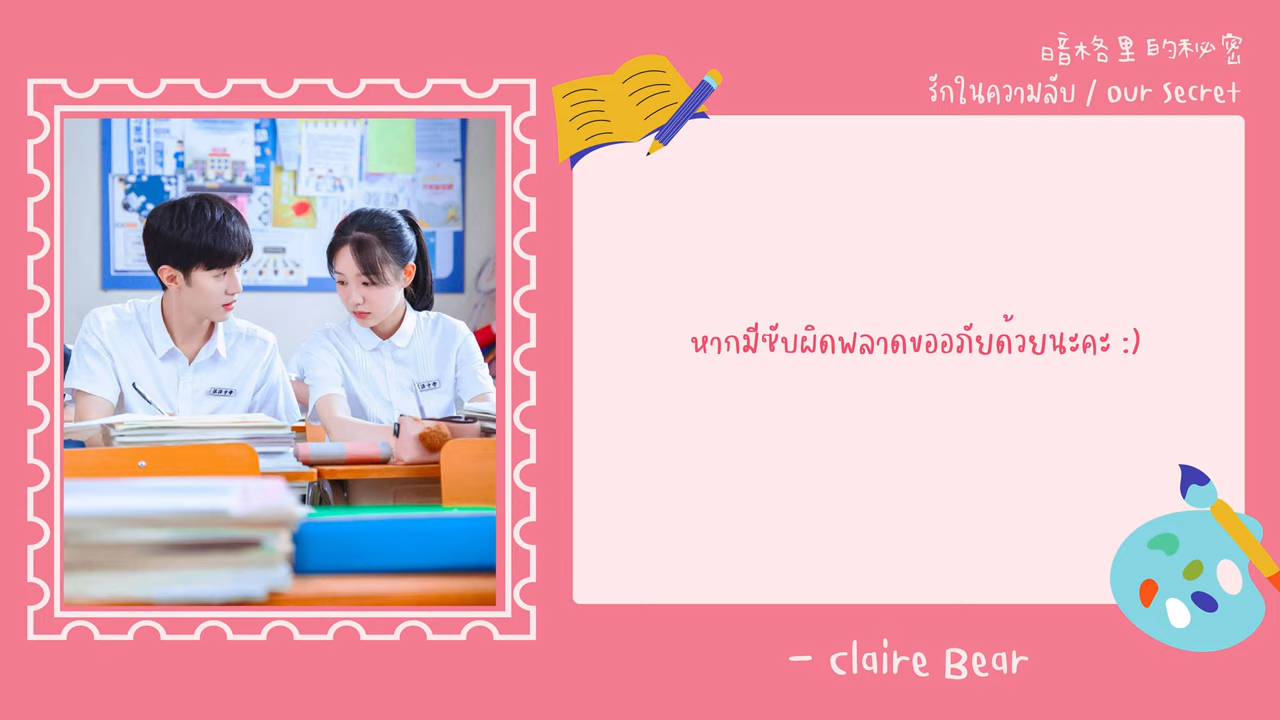 暗格里的秘密
รักในความลับ / our secret
หากมีซับผิดพลาดขออภัยด้วยนะคะ :)
- claire Bear